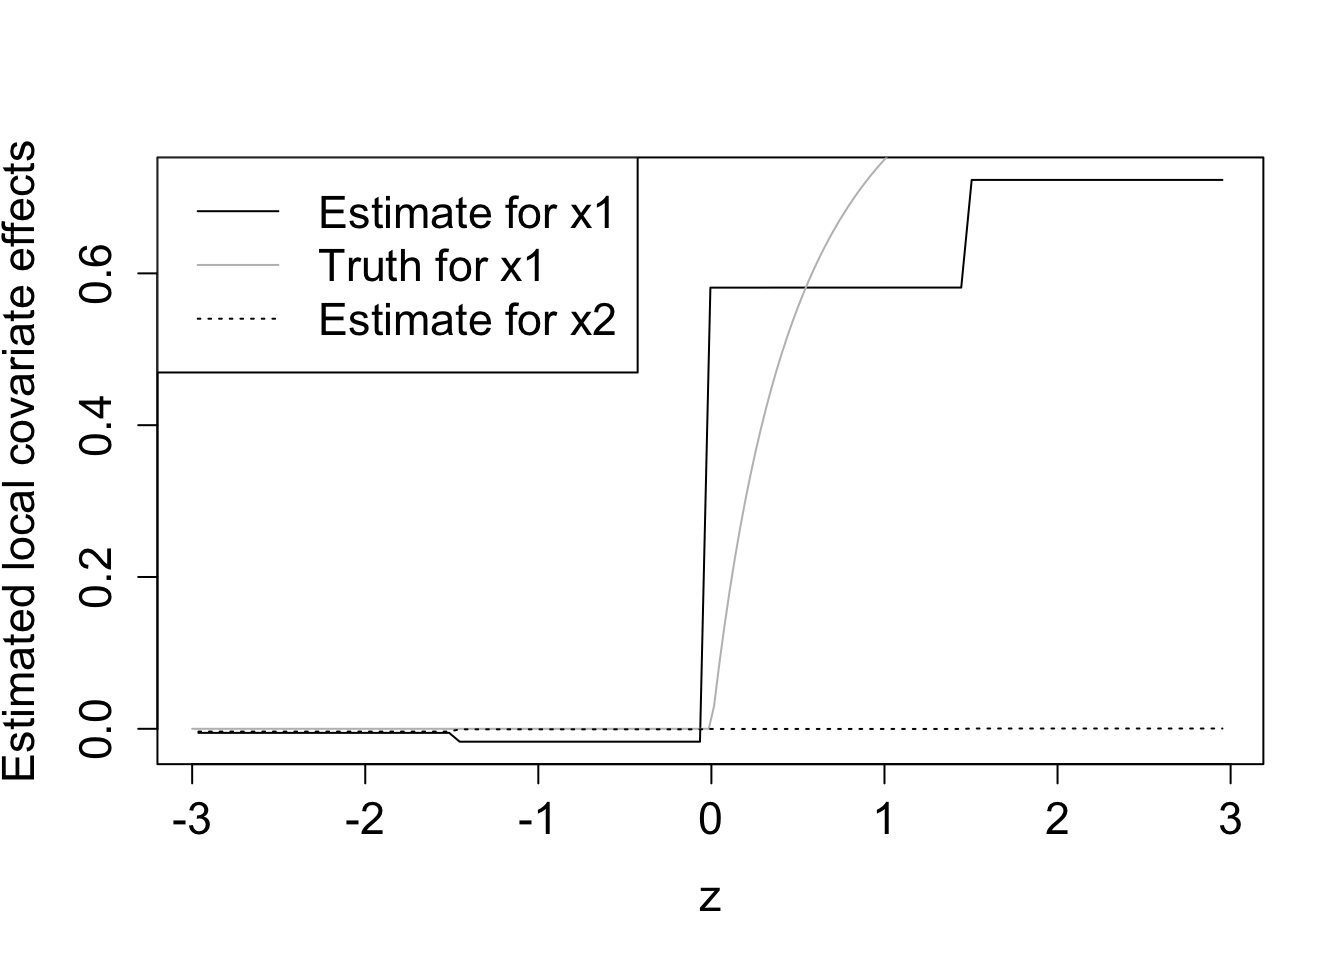 Estimated local covariate effects
Estimate for x1
Truth for x1
Estimate for x2
0.6
0.4
0.2
0.0
-3 -2 -1 0 1 2 3
z